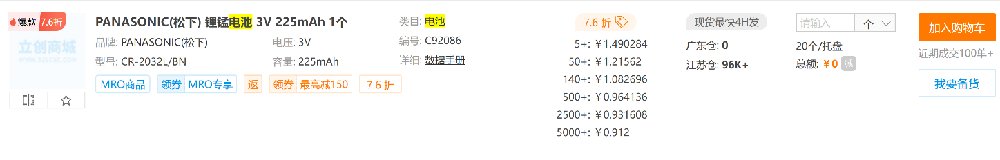 爆款 7.6折
立创商城
WWW.SZLCSC.COM
PANASONIC(松下) 锂锰电池 3V 225mAh 1个
品牌: PANASONIC(松下)
电压: 3V
型号: CR-2032L/BN
容量: 225mAh
MRO商品
领券 MRO专享
返
领券 最高减150
7.6 折
类目: 电池
编号: C92086
详细: 数据手册
7.6 折
5+: ¥1.490284
50+: ¥1.21562
140+: ¥1.082696
500+: ¥0.964136
2500+: ¥0.931608
5000+: ¥0.912
现货最快4H发
广东仓: 0
江苏仓: 96K+
请输入 个
20个/托盘
总额: ¥0 减
加入购物车
近期成交100单+
我要备货